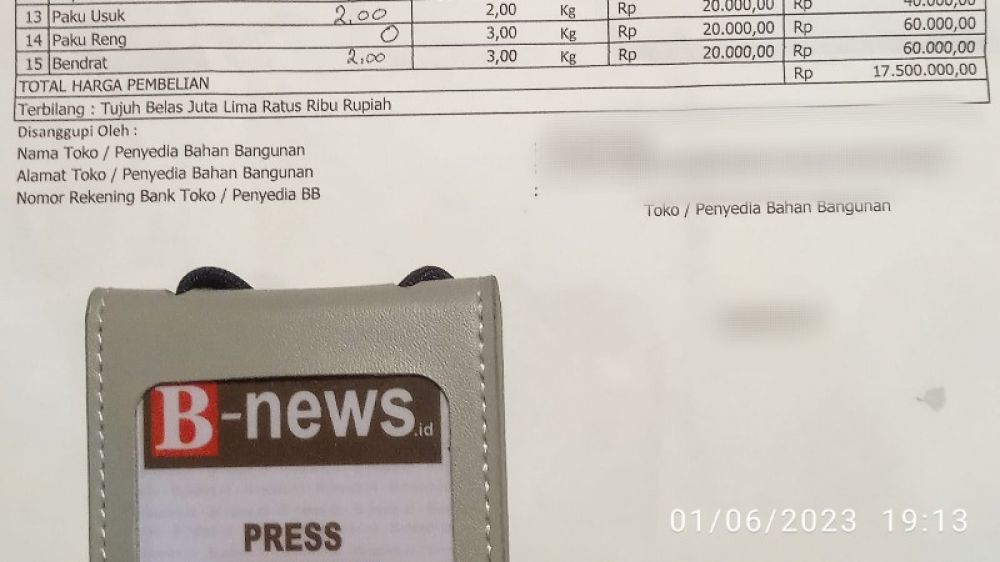 13 Paku Usuk 2,00 2,00 Kg Rp 20.000,00 Rp 40.000,00
14 Paku Reng 0 3,00 Kg Rp 20.000,00 Rp 60.000,00
15 Bendrat 2,00 3,00 Kg Rp 20.000,00 Rp 60.000,00
TOTAL HARGA PEMBELIAN Rp 17.500.000,00
Terbilang : Tujuh Belas Juta Lima Ratus Ribu Rupiah
Disanggupi Oleh :
Nama Toko / Penyedia Bahan Bangunan :
Alamat Toko / Penyedia Bahan Bangunan
Nomor Rekening Bank Toko / Penyedia BB :
Toko / Penyedia Bahan Bangunan
B-news.id
PRESS
01/06/2023 19:13